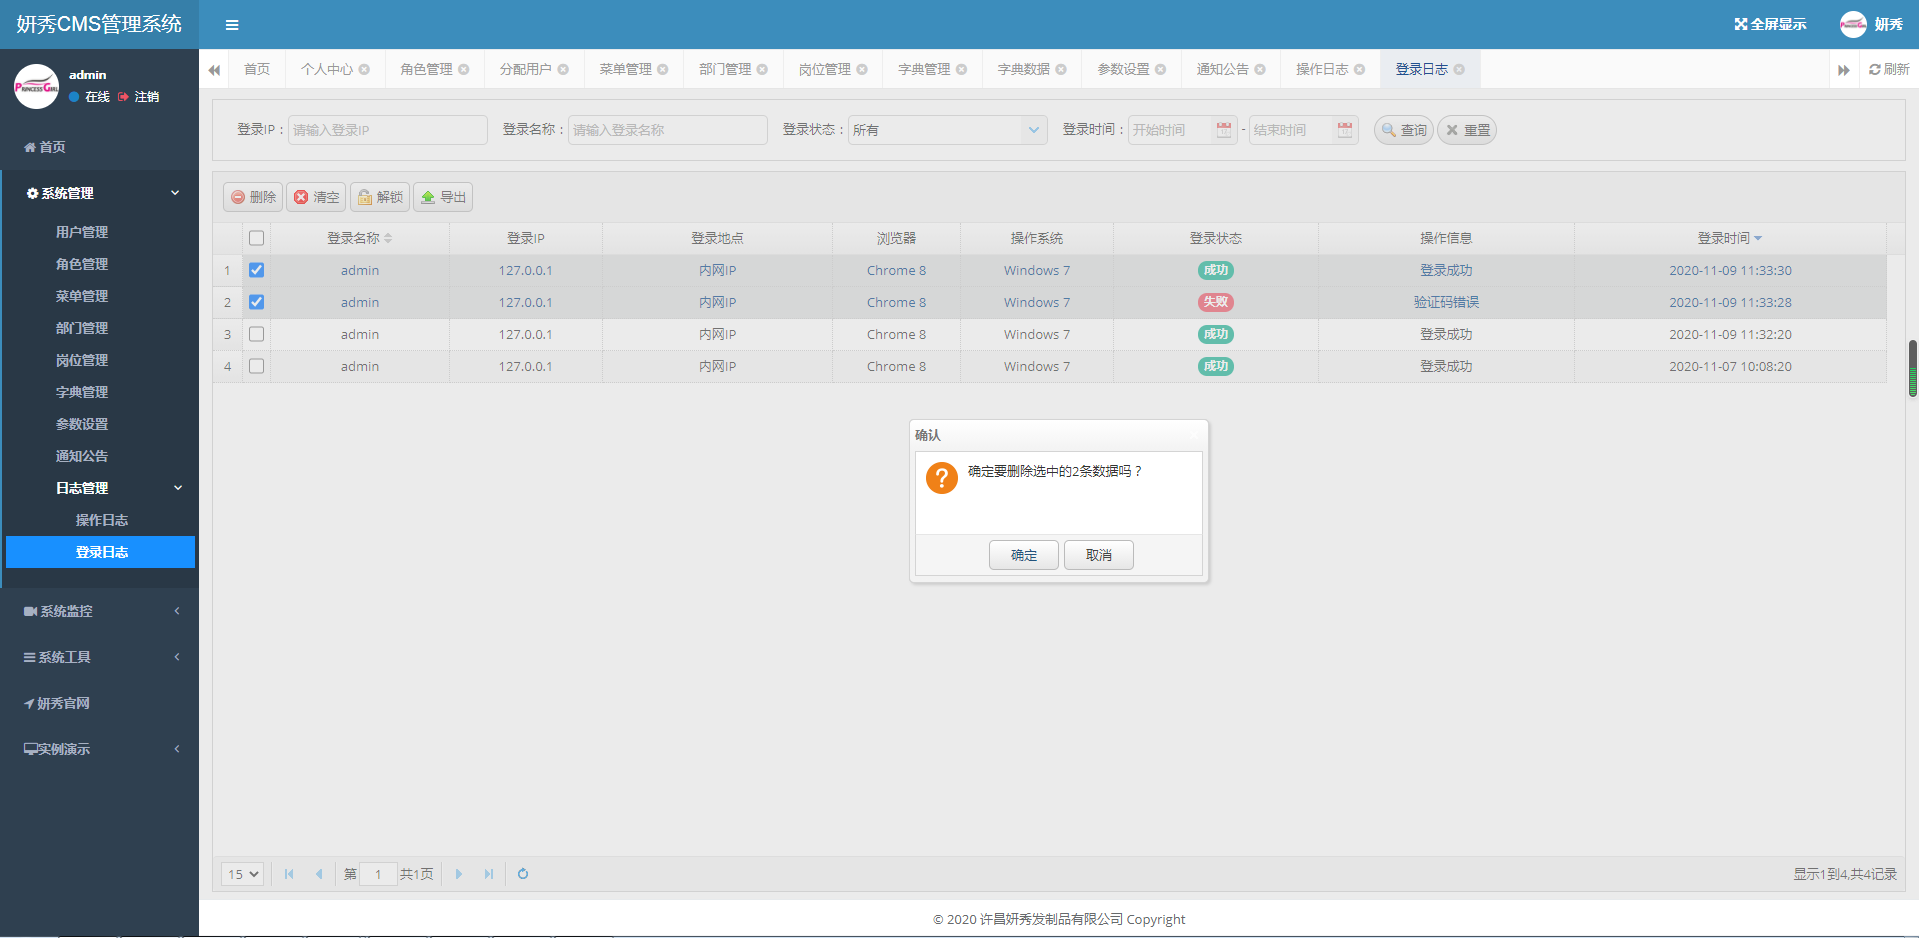 妍秀CMS管理系统
全屏显示
妍秀
PRINCESS GIRL
admin
在线 注销
首页
系统管理
用户管理
角色管理
菜单管理
部门管理
岗位管理
字典管理
参数设置
通知公告
日志管理
操作日志
登录日志
系统监控
系统工具
妍秀官网
实例演示
首页 个人中心 角色管理 分配用户 菜单管理 部门管理 岗位管理 字典管理 字典数据 参数设置 通知公告 操作日志 登录日志 刷新
登录IP： 请输入登录IP 登录名称： 请输入登录名称 登录状态： 所有 登录时间： 开始时间 - 结束时间 查询 重置
删除 清空 解锁 导出
登录名称 登录IP 登录地点 浏览器 操作系统 登录状态 操作信息 登录时间
1 admin 127.0.0.1 内网IP Chrome 8 Windows 7 成功 登录成功 2020-11-09 11:33:30
2 admin 127.0.0.1 内网IP Chrome 8 Windows 7 失败 验证码错误 2020-11-09 11:33:28
3 admin 127.0.0.1 内网IP Chrome 8 Windows 7 成功 登录成功 2020-11-09 11:32:20
4 admin 127.0.0.1 内网IP Chrome 8 Windows 7 成功 登录成功 2020-11-07 10:08:20
确认
确定要删除选中的2条数据吗？
确定 取消
15 第 1 共1页 显示1到4,共4记录
© 2020 许昌妍秀发制品有限公司 Copyright